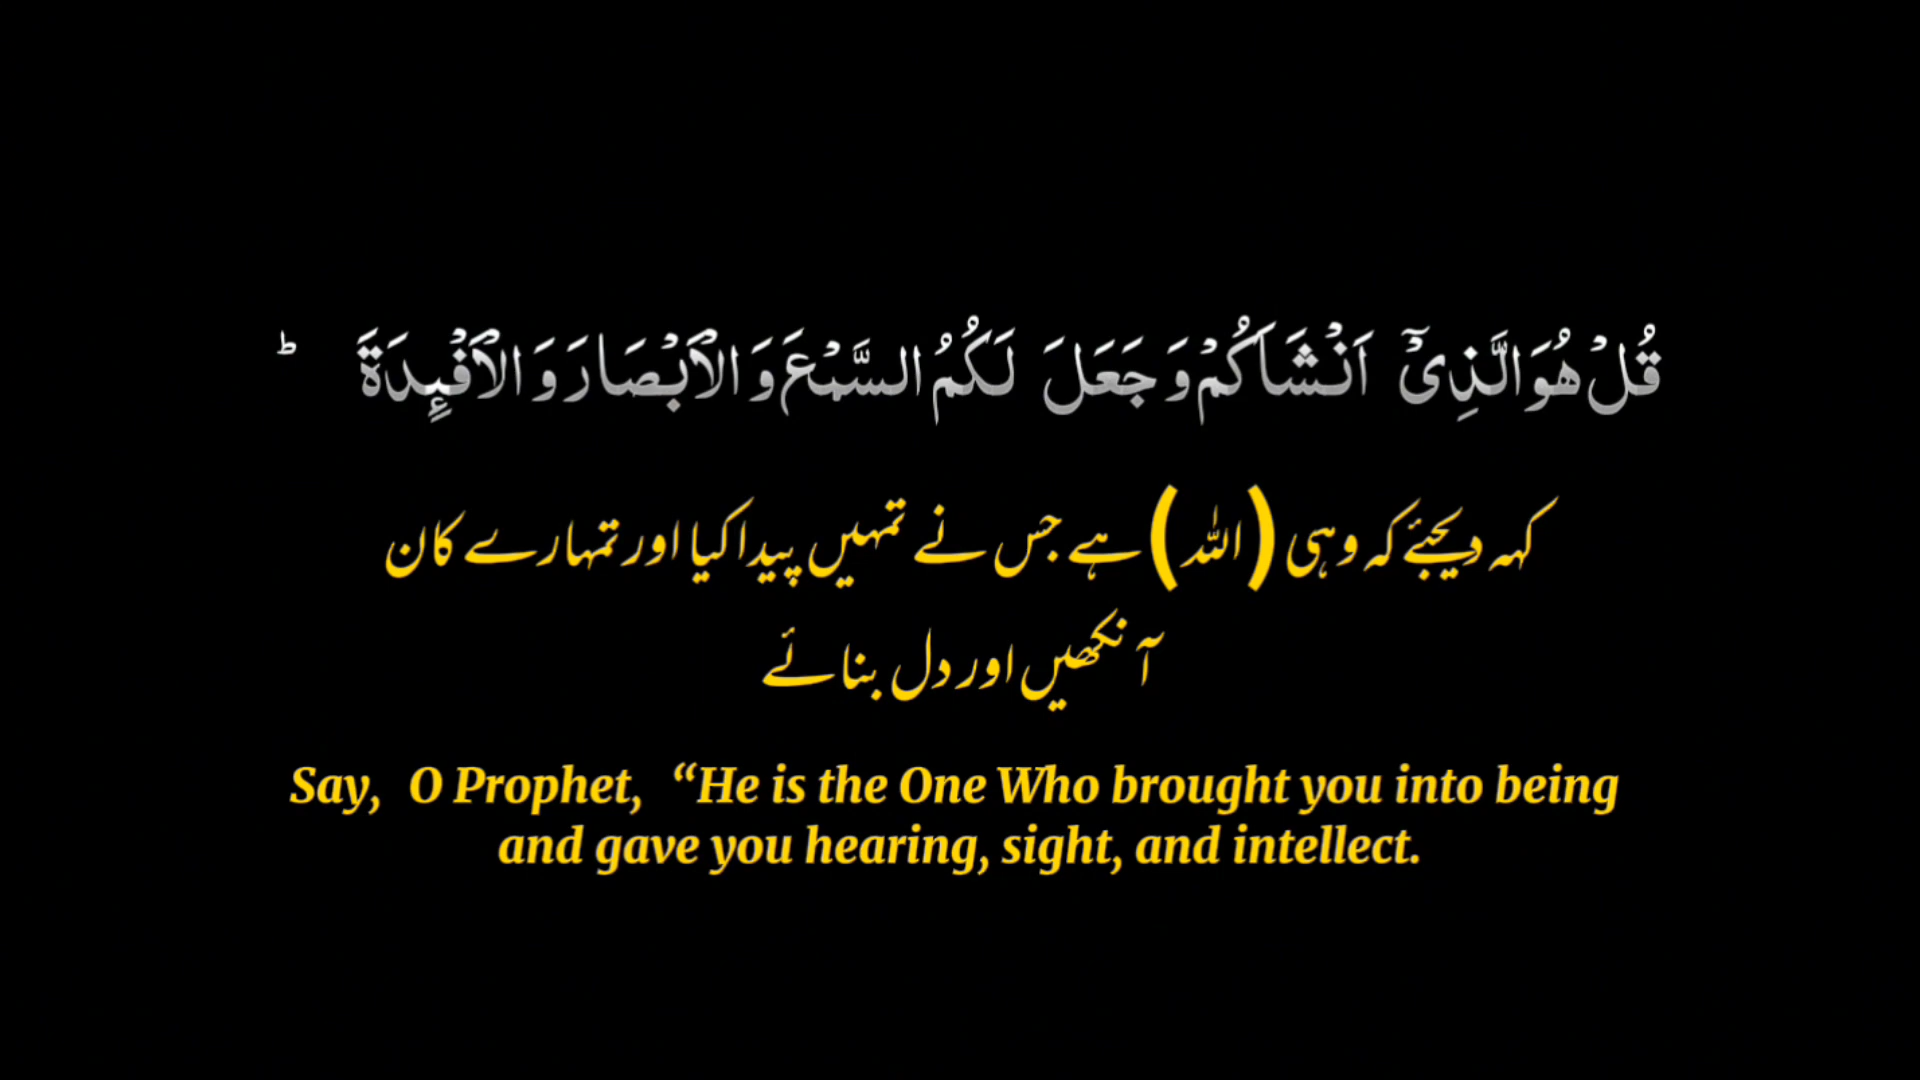 قُلۡ هُوَ الَّذِىۡۤ اَنۡشَاَكُمۡ وَ جَعَلَ لَـكُمُ السَّمۡعَ وَ الۡاَبۡصَارَ وَ الۡاَفۡـِٕدَةَ ؕ
کہہ دیجئے کہ وہی (اللہ) ہے جس نے تمہیں پیدا کیا اور تمہارے کان
آنکھیں اور دل بنائے
Say, O Prophet, “He is the One Who brought you into being
and gave you hearing, sight, and intellect.